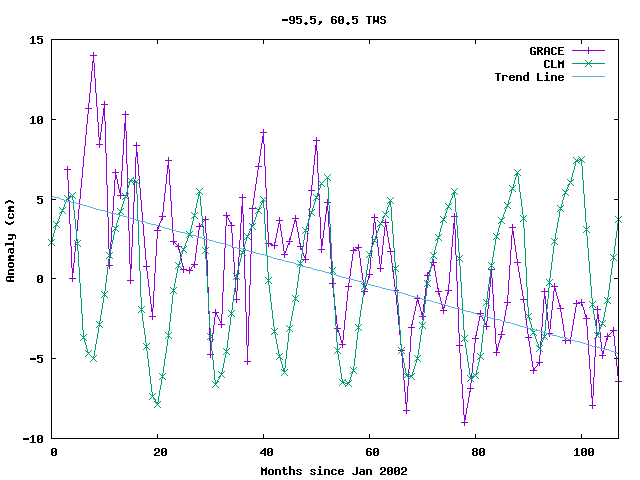 -95.5, 60.5 TWS
GRACE
CLM
Trend Line
15
10
5
0
-5
-10
Anomaly (cm)
0 20 40 60 80 100
Months since Jan 2002